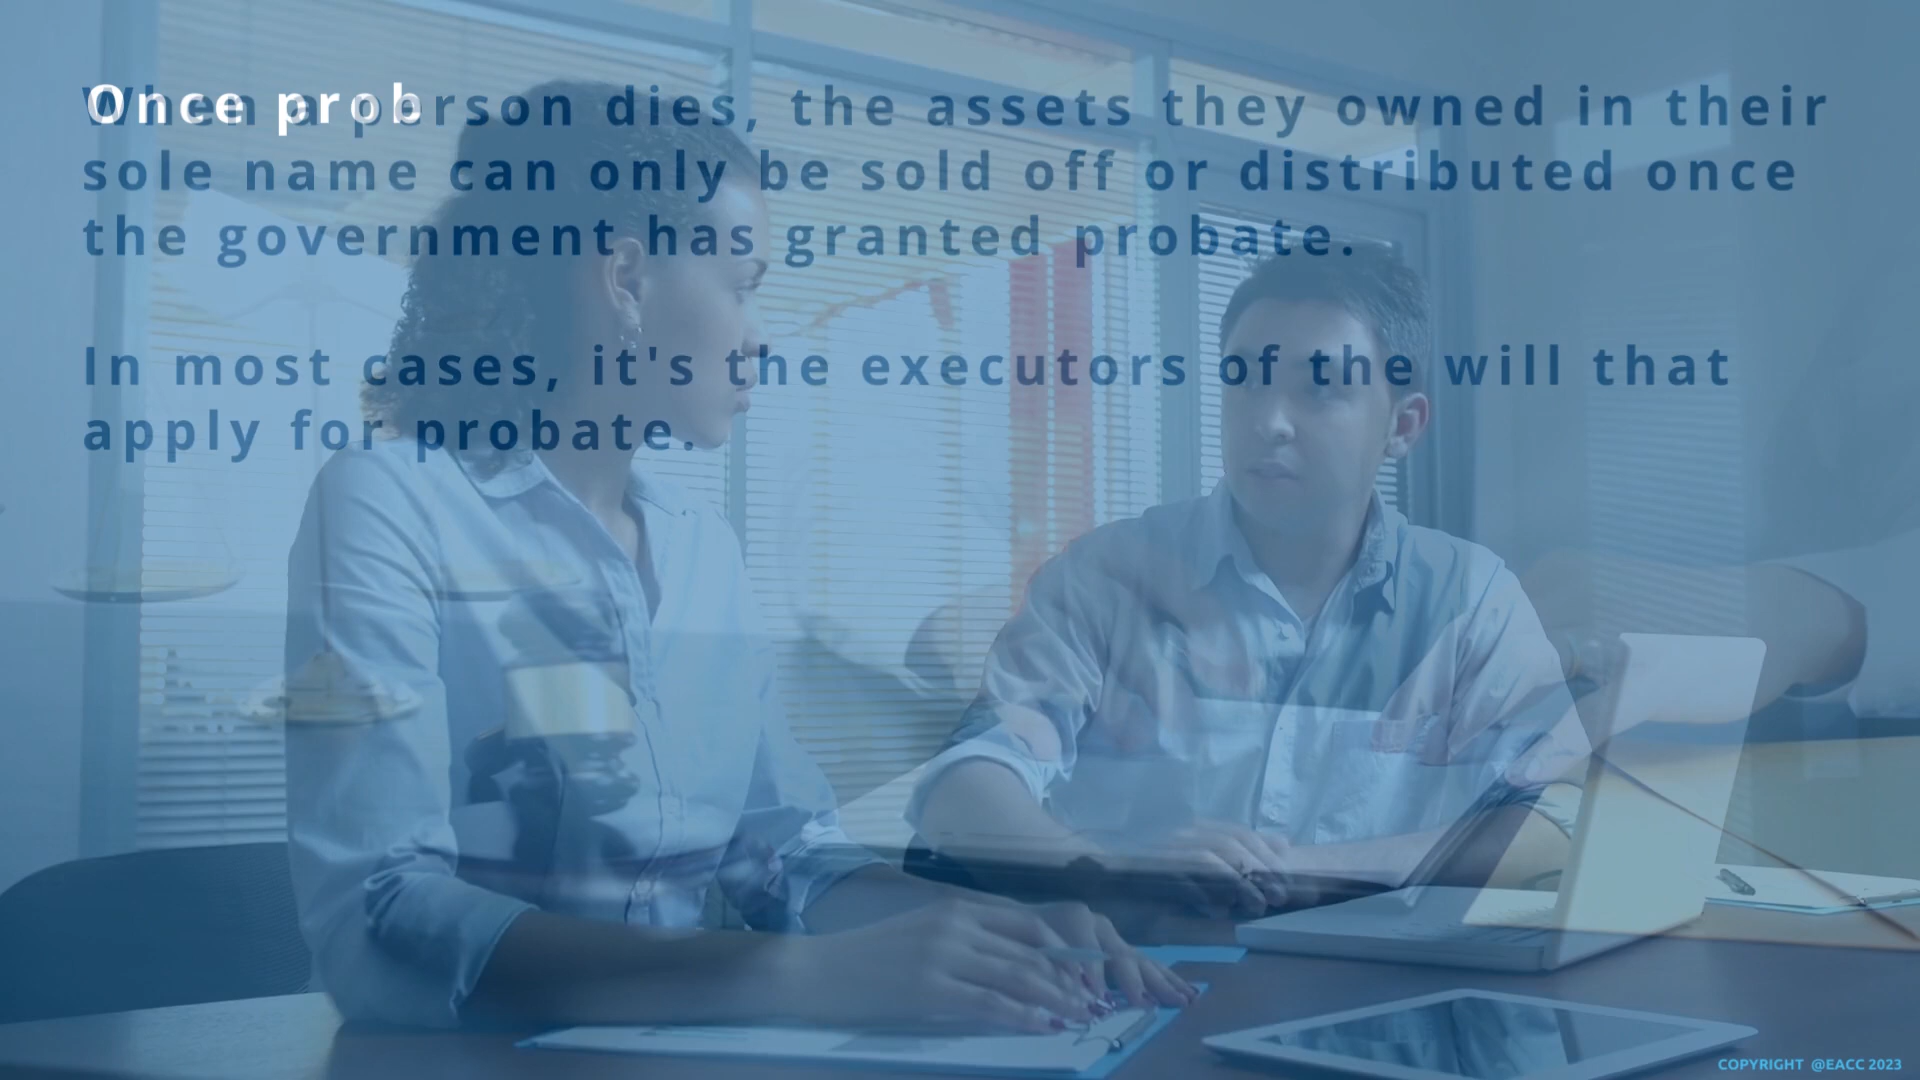 Once prob
When a person dies, the assets they owned in their
sole name can only be sold off or distributed once
the government has granted probate.
In most cases, it's the executors of the will that
apply for probate.
COPYRIGHT @EACC 2023